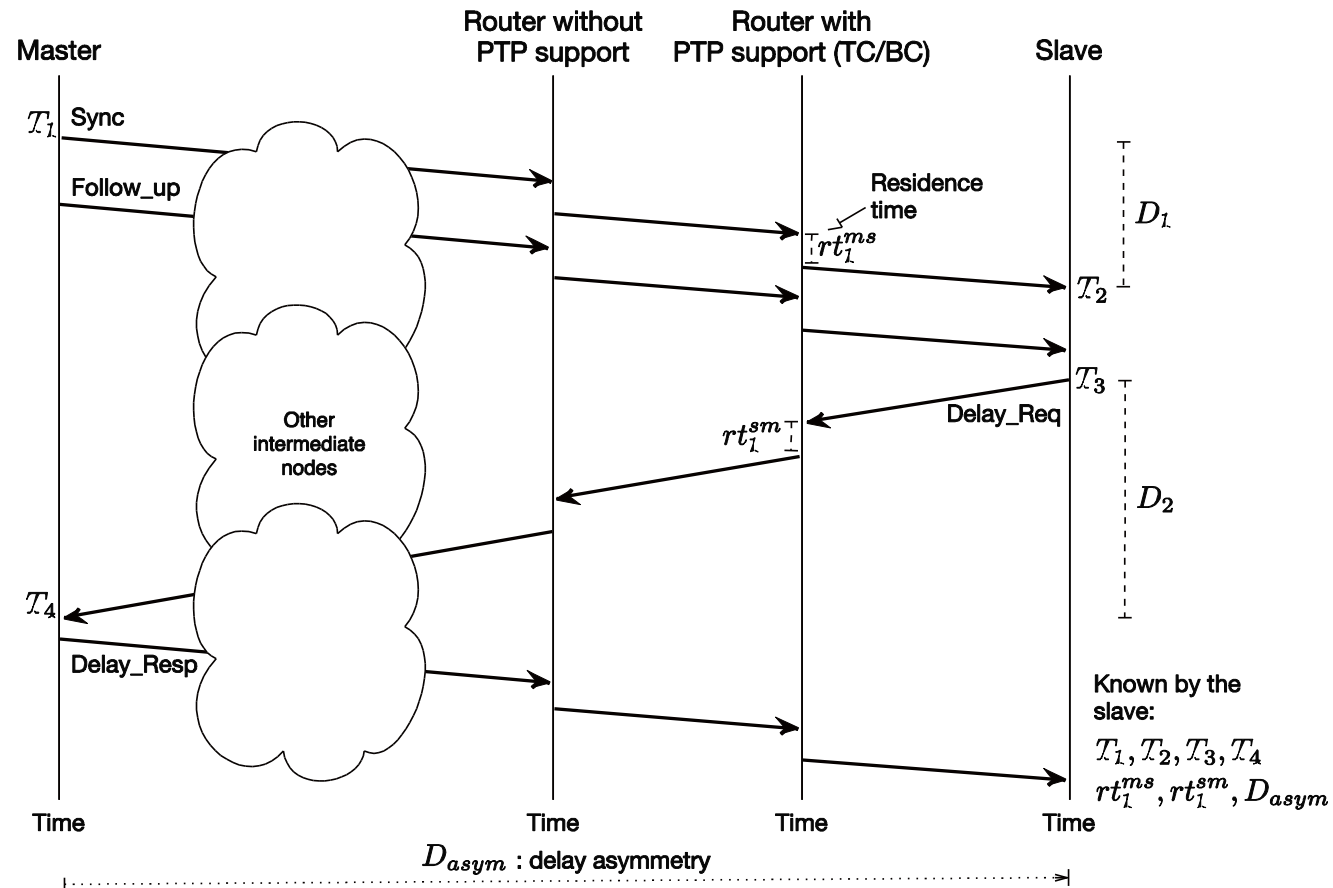 Master
Router without
PTP support
Router with
PTP support (TC/BC)
Slave
T₁
Sync
Follow_up
Residence
time
rt₁ᵐˢ
D₁
T₂
T₃
Delay_Req
rt₁ˢᵐ
Other
intermediate
nodes
D₂
T₄
Delay_Resp
Known by the
slave:
T₁, T₂, T₃, T₄
rt₁ᵐˢ, rt₁ˢᵐ, D_asym
Time
Time
Time
Time
D_asym : delay asymmetry